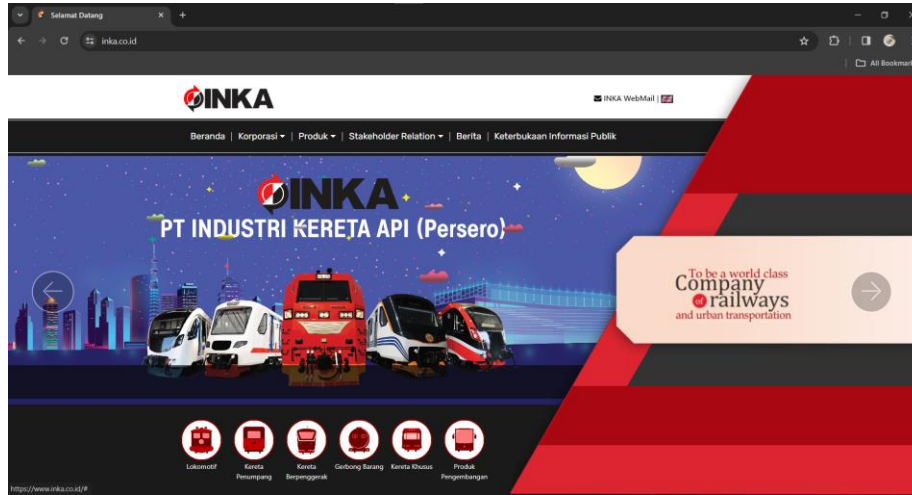 Selamat Datang
inka.co.id
All Bookmark
INKA
INKA WebMail |
Beranda | Korporasi | Produk | Stakeholder Relation | Berita | Keterbukaan Informasi Publik
INKA
PT INDUSTRI KERETA API (Persero)
To be a world class
Company
of railways
and urban transportation
Lokomotif
Kereta Penumpang
Kereta Berpenggerak
Gerbong Barang
Kereta Khusus
Produk Pengembangan
https://www.inka.co.id/#